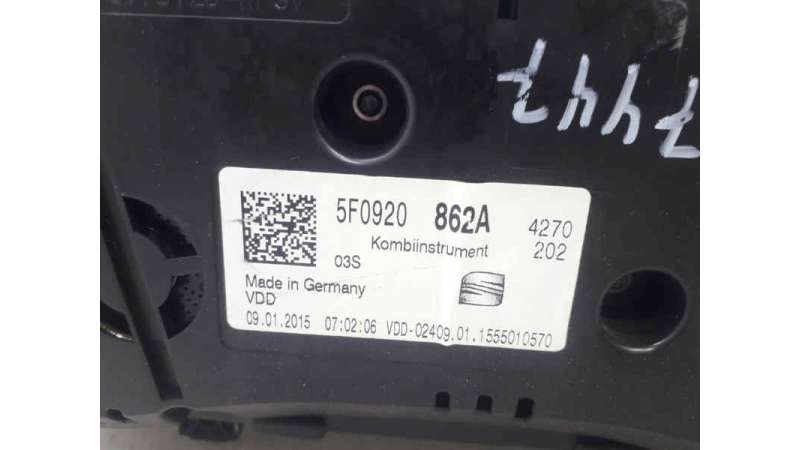 7447
5F0920 862A 4270
Kombiinstrument 202
03S
Made in Germany
VDD
09.01.2015 07:02:06 VDD-02409.01.1555010570